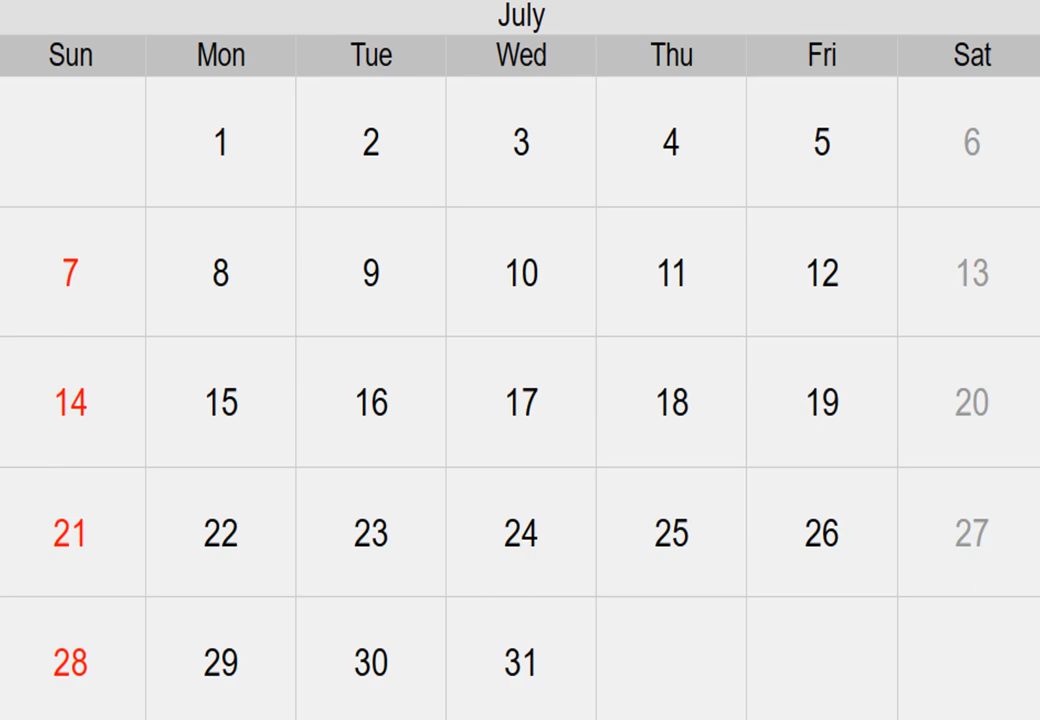 July
Sun Mon Tue Wed Thu Fri Sat
1 2 3 4 5 6
7 8 9 10 11 12 13
14 15 16 17 18 19 20
21 22 23 24 25 26 27
28 29 30 31